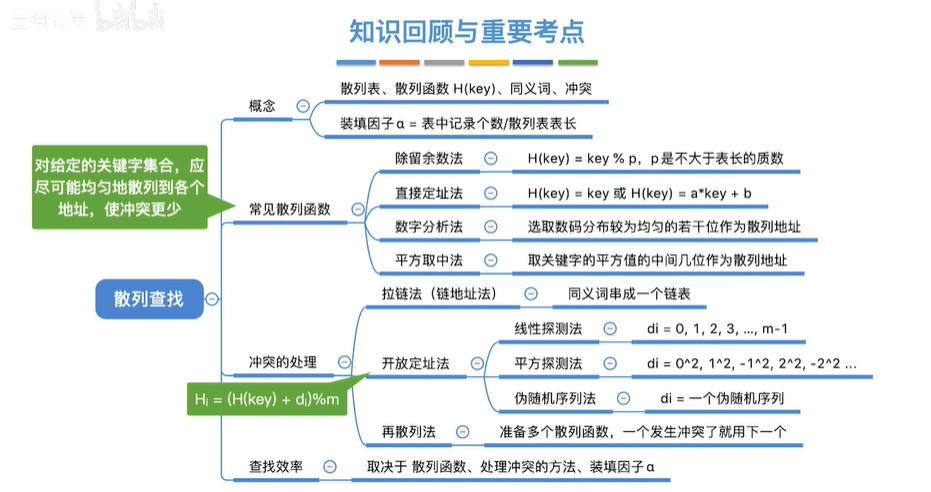 王道论坛 bilibili
知识回顾与重要考点
散列查找
概念
散列表、散列函数 H(key)、同义词、冲突
装填因子α = 表中记录个数/散列表表长
对给定的关键字集合，应
尽可能均匀地散列到各个
地址，使冲突更少
常见散列函数
除留余数法
H(key) = key % p，p是不大于表长的质数
直接定址法
H(key) = key 或 H(key) = a*key + b
数字分析法
选取数码分布较为均匀的若干位作为散列地址
平方取中法
取关键字的平方值的中间几位作为散列地址
冲突的处理
拉链法（链地址法）
同义词串成一个链表
Hᵢ = (H(key) + dᵢ)%m
开放定址法
线性探测法
di = 0, 1, 2, 3, ..., m-1
平方探测法
di = 0^2, 1^2, -1^2, 2^2, -2^2 ...
伪随机序列法
di = 一个伪随机序列
再散列法
准备多个散列函数，一个发生冲突了就用下一个
查找效率
取决于 散列函数、处理冲突的方法、装填因子α